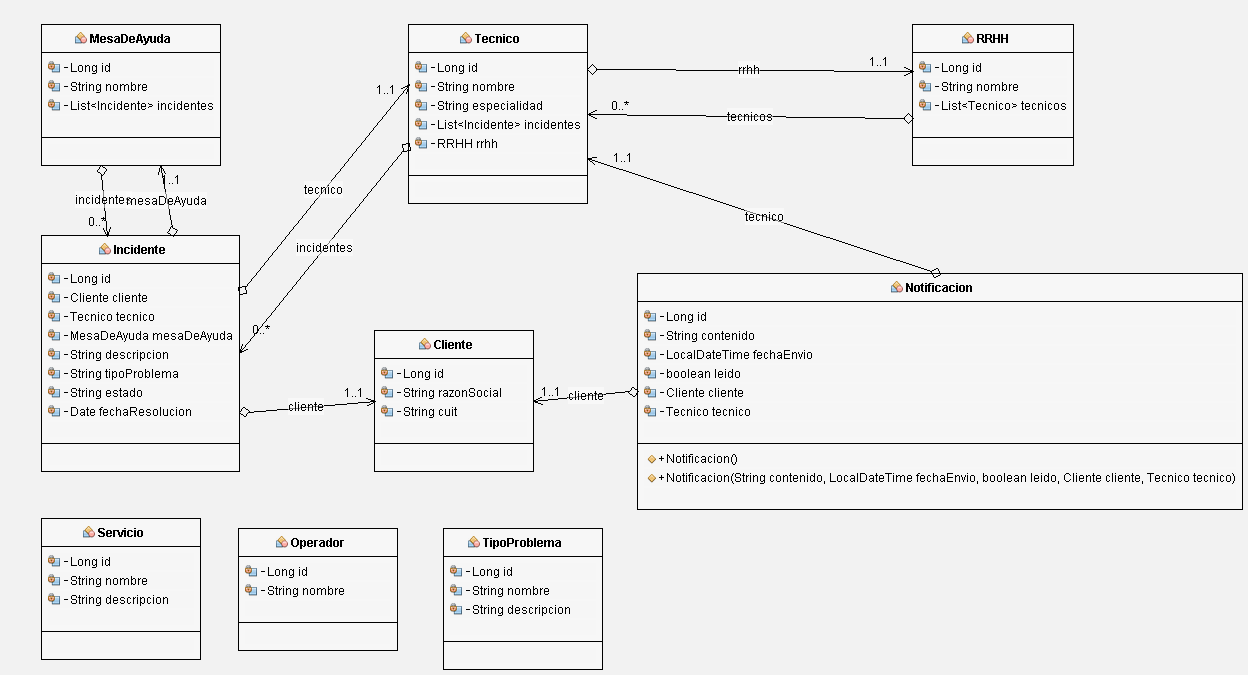 MesaDeAyuda
- Long id
- String nombre
- List<Incidente> incidentes
Tecnico
- Long id
- String nombre
- String especialidad
- List<Incidente> incidentes
- RRHH rrhh
RRHH
- Long id
- String nombre
- List<Tecnico> tecnicos
rrhh
1..1
tecnicos
0..*
1..1
tecnico
incidentes
0..*
1..1
tecnico
incidentes
0..*
1..1
mesaDeAyuda
Incidente
- Long id
- Cliente cliente
- Tecnico tecnico
- MesaDeAyuda mesaDeAyuda
- String descripcion
- String tipoProblema
- String estado
- Date fechaResolucion
cliente
1..1
Cliente
- Long id
- String razonSocial
- String cuit
1..1
cliente
Notificacion
- Long id
- String contenido
- LocalDateTime fechaEnvio
- boolean leido
- Cliente cliente
- Tecnico tecnico
+ Notificacion()
+ Notificacion(String contenido, LocalDateTime fechaEnvio, boolean leido, Cliente cliente, Tecnico tecnico)
Servicio
- Long id
- String nombre
- String descripcion
Operador
- Long id
- String nombre
TipoProblema
- Long id
- String nombre
- String descripcion